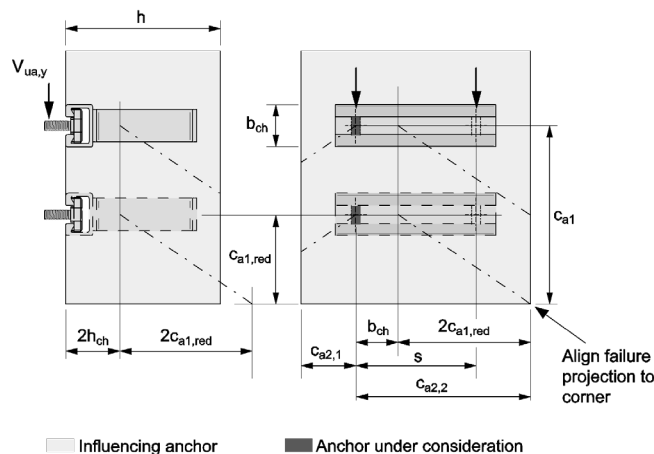 h
V_ua,y
b_ch
c_a1
c_a1,red
2h_ch
2c_a1,red
b_ch
2c_a1,red
c_a2,1
s
c_a2,2
Align failure
projection to
corner
Influencing anchor
Anchor under consideration